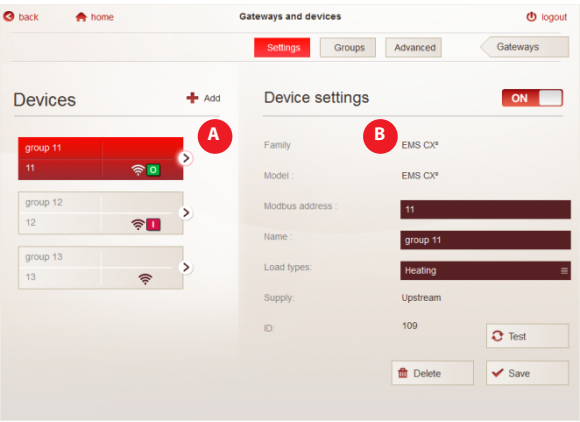 back
home
Gateways and devices
logout
Settings
Groups
Advanced
Gateways
Devices
Add
Device settings
ON
A
B
group 11
11
O
group 12
12
I
group 13
13
Family
EMS CX³
Model :
EMS CX³
Modbus address :
11
Name :
group 11
Load types:
Heating
Supply:
Upstream
ID:
109
Test
Delete
Save